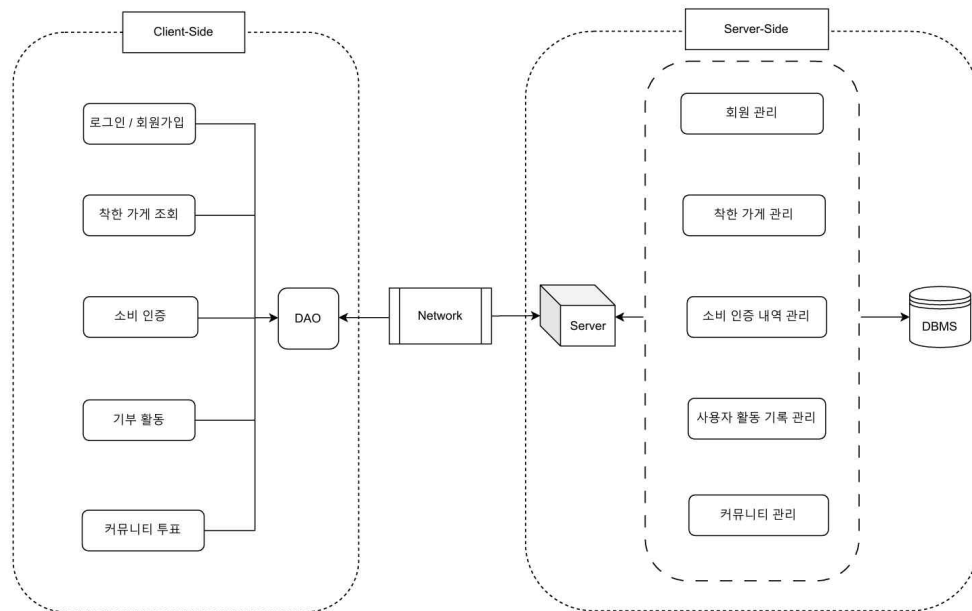 Client-Side
로그인 / 회원가입
착한 가게 조회
소비 인증
기부 활동
커뮤니티 투표
DAO
Network
Server-Side
Server
회원 관리
착한 가게 관리
소비 인증 내역 관리
사용자 활동 기록 관리
커뮤니티 관리
DBMS